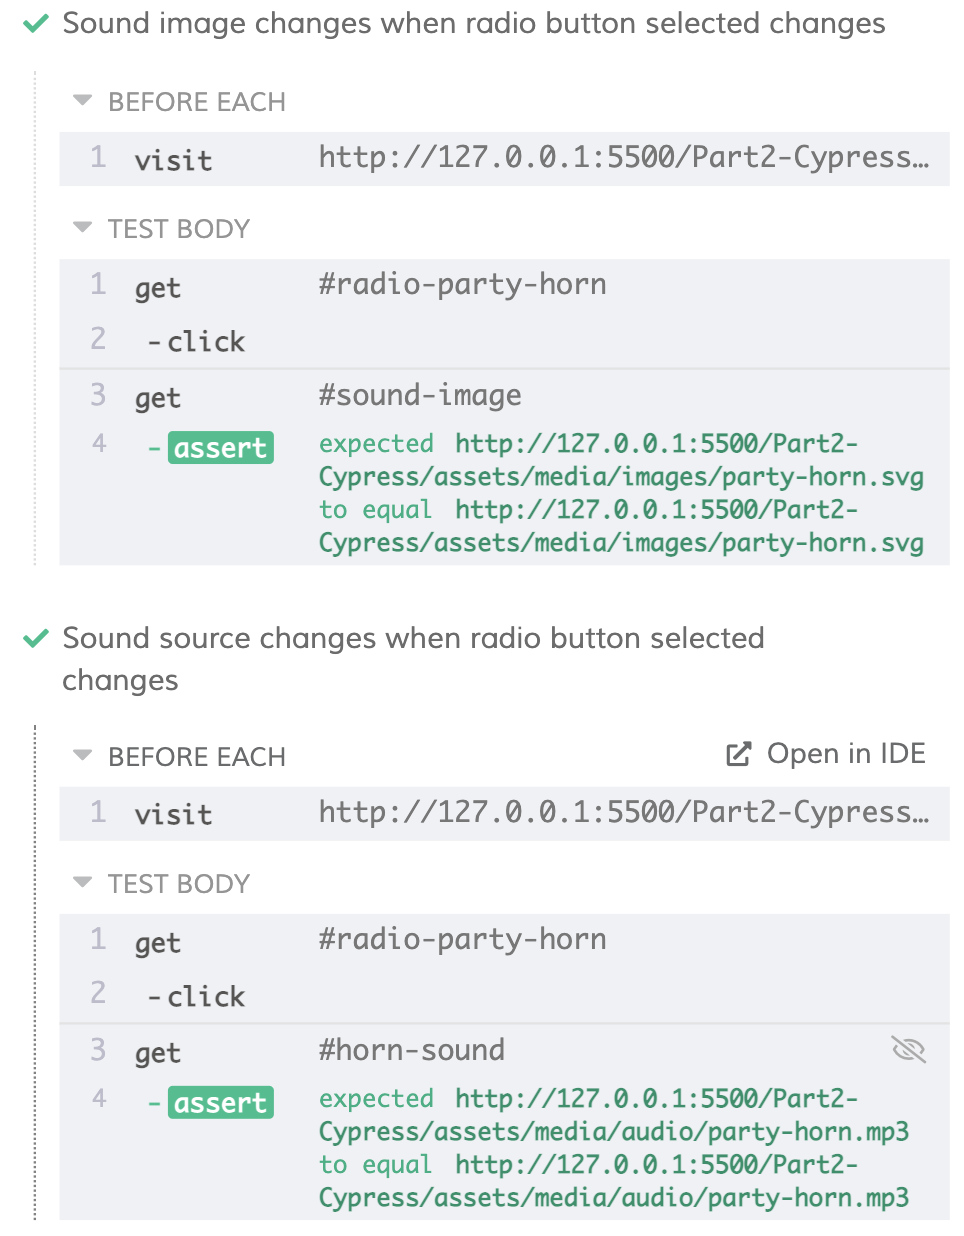 Sound image changes when radio button selected changes
BEFORE EACH
1 visit http://127.0.0.1:5500/Part2-Cypress…
TEST BODY
1 get #radio-party-horn
2 -click
3 get #sound-image
4 -assert expected http://127.0.0.1:5500/Part2-
Cypress/assets/media/images/party-horn.svg
to equal http://127.0.0.1:5500/Part2-
Cypress/assets/media/images/party-horn.svg
Sound source changes when radio button selected
changes
BEFORE EACH Open in IDE
1 visit http://127.0.0.1:5500/Part2-Cypress…
TEST BODY
1 get #radio-party-horn
2 -click
3 get #horn-sound
4 -assert expected http://127.0.0.1:5500/Part2-
Cypress/assets/media/audio/party-horn.mp3
to equal http://127.0.0.1:5500/Part2-
Cypress/assets/media/audio/party-horn.mp3